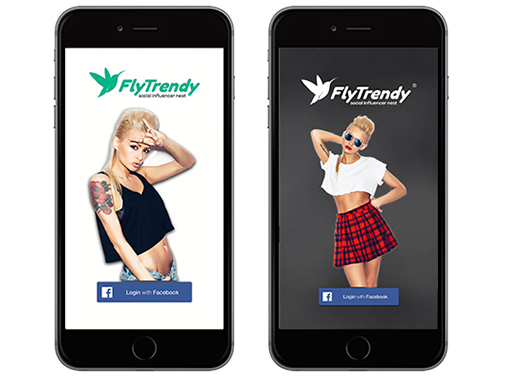 FlyTrendy
social influencer nest
Login with Facebook
FlyTrendy®
social influencer nest
Login with Facebook